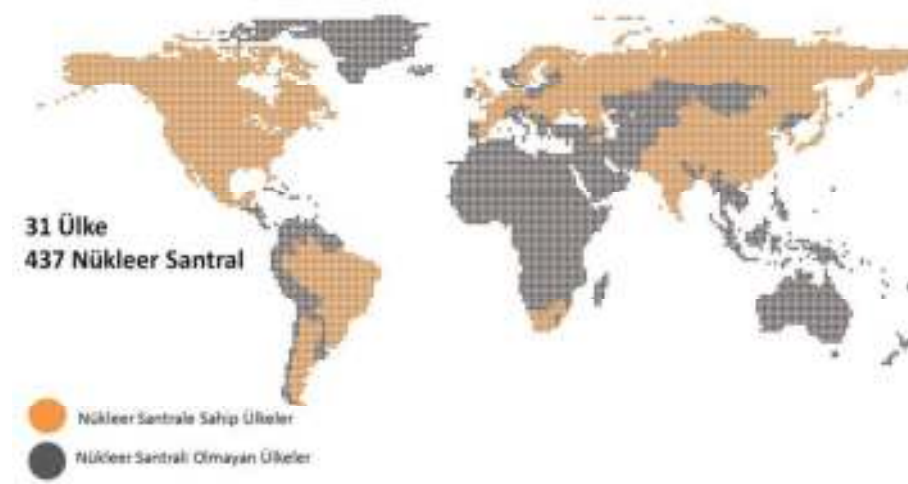 31 Ülke
437 Nükleer Santral
Nükleer Santrale Sahip Ülkeler
Nükleer Santrali Olmayan Ülkeler